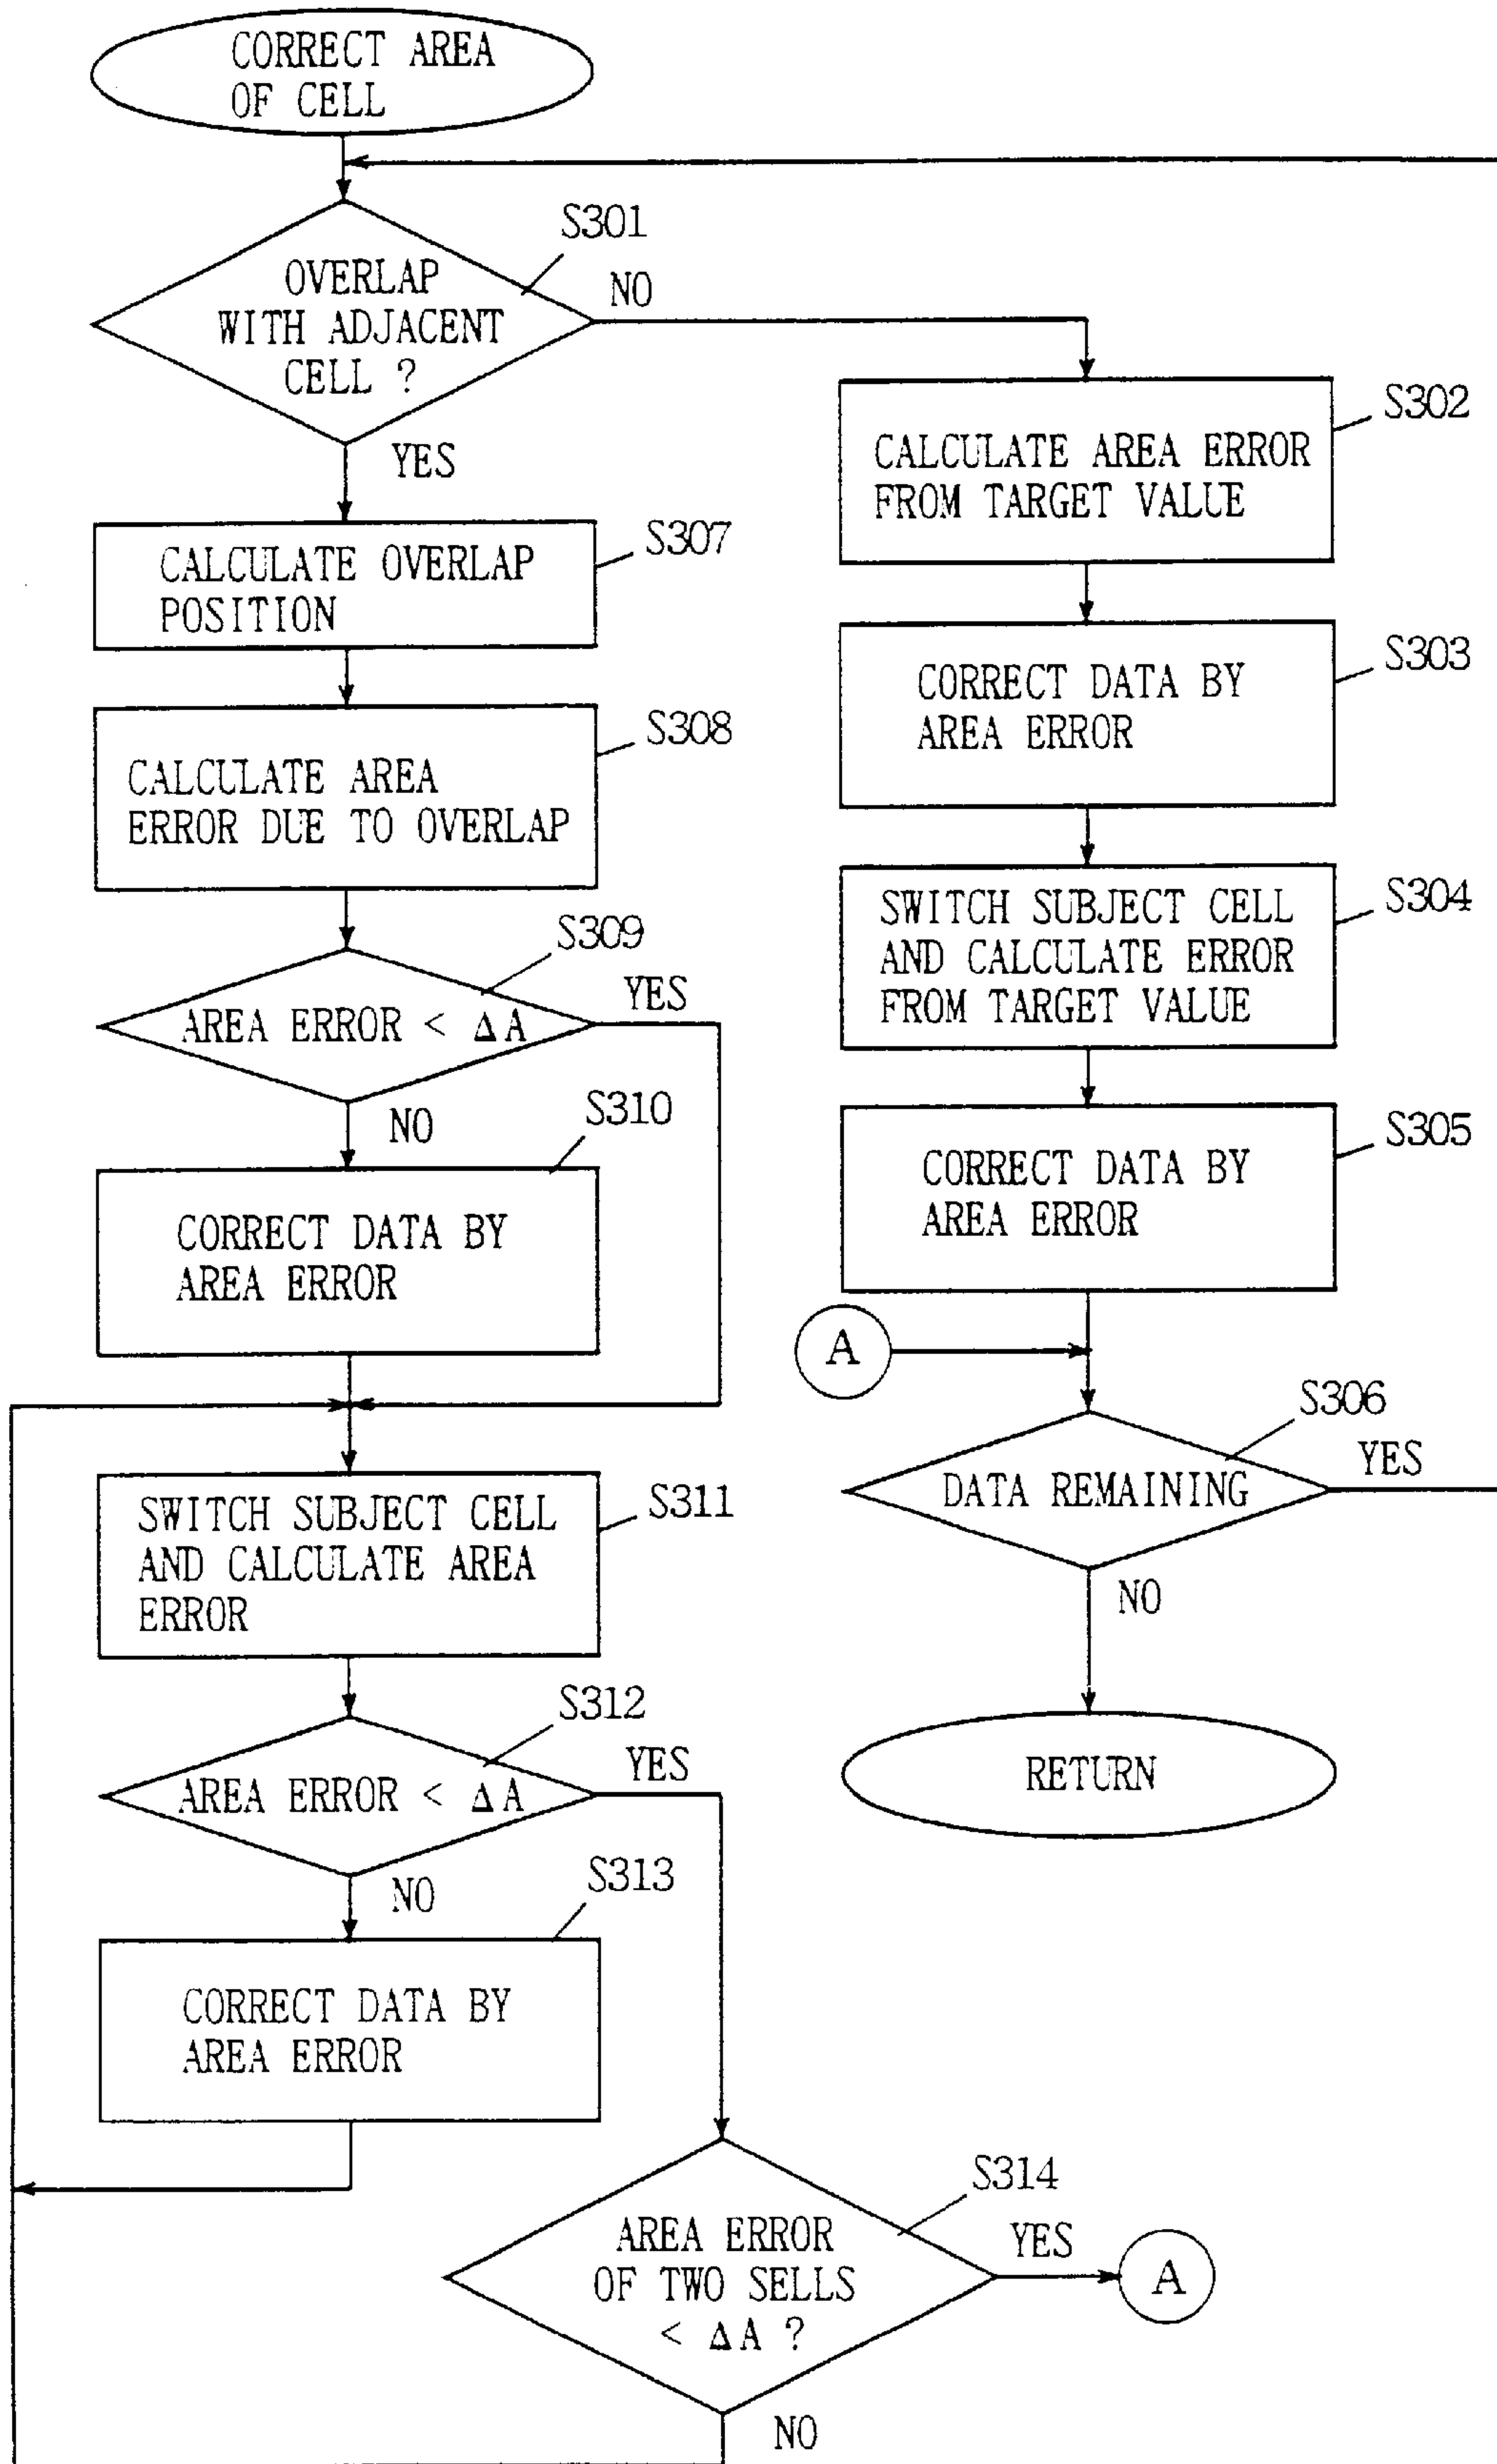 CORRECT AREA
OF CELL
S301
OVERLAP
WITH ADJACENT
CELL ?
NO
YES
S302
CALCULATE AREA ERROR
FROM TARGET VALUE
S307
CALCULATE OVERLAP
POSITION
S303
CORRECT DATA BY
AREA ERROR
S308
CALCULATE AREA
ERROR DUE TO OVERLAP
S304
SWITCH SUBJECT CELL
AND CALCULATE ERROR
FROM TARGET VALUE
S309
AREA ERROR < ΔA
YES
NO
S305
CORRECT DATA BY
AREA ERROR
S310
CORRECT DATA BY
AREA ERROR
A
S306
DATA REMAINING
YES
NO
S311
SWITCH SUBJECT CELL
AND CALCULATE AREA
ERROR
RETURN
S312
AREA ERROR < ΔA
YES
NO
S313
CORRECT DATA BY
AREA ERROR
S314
AREA ERROR
OF TWO SELLS
< ΔA ?
YES
A
NO